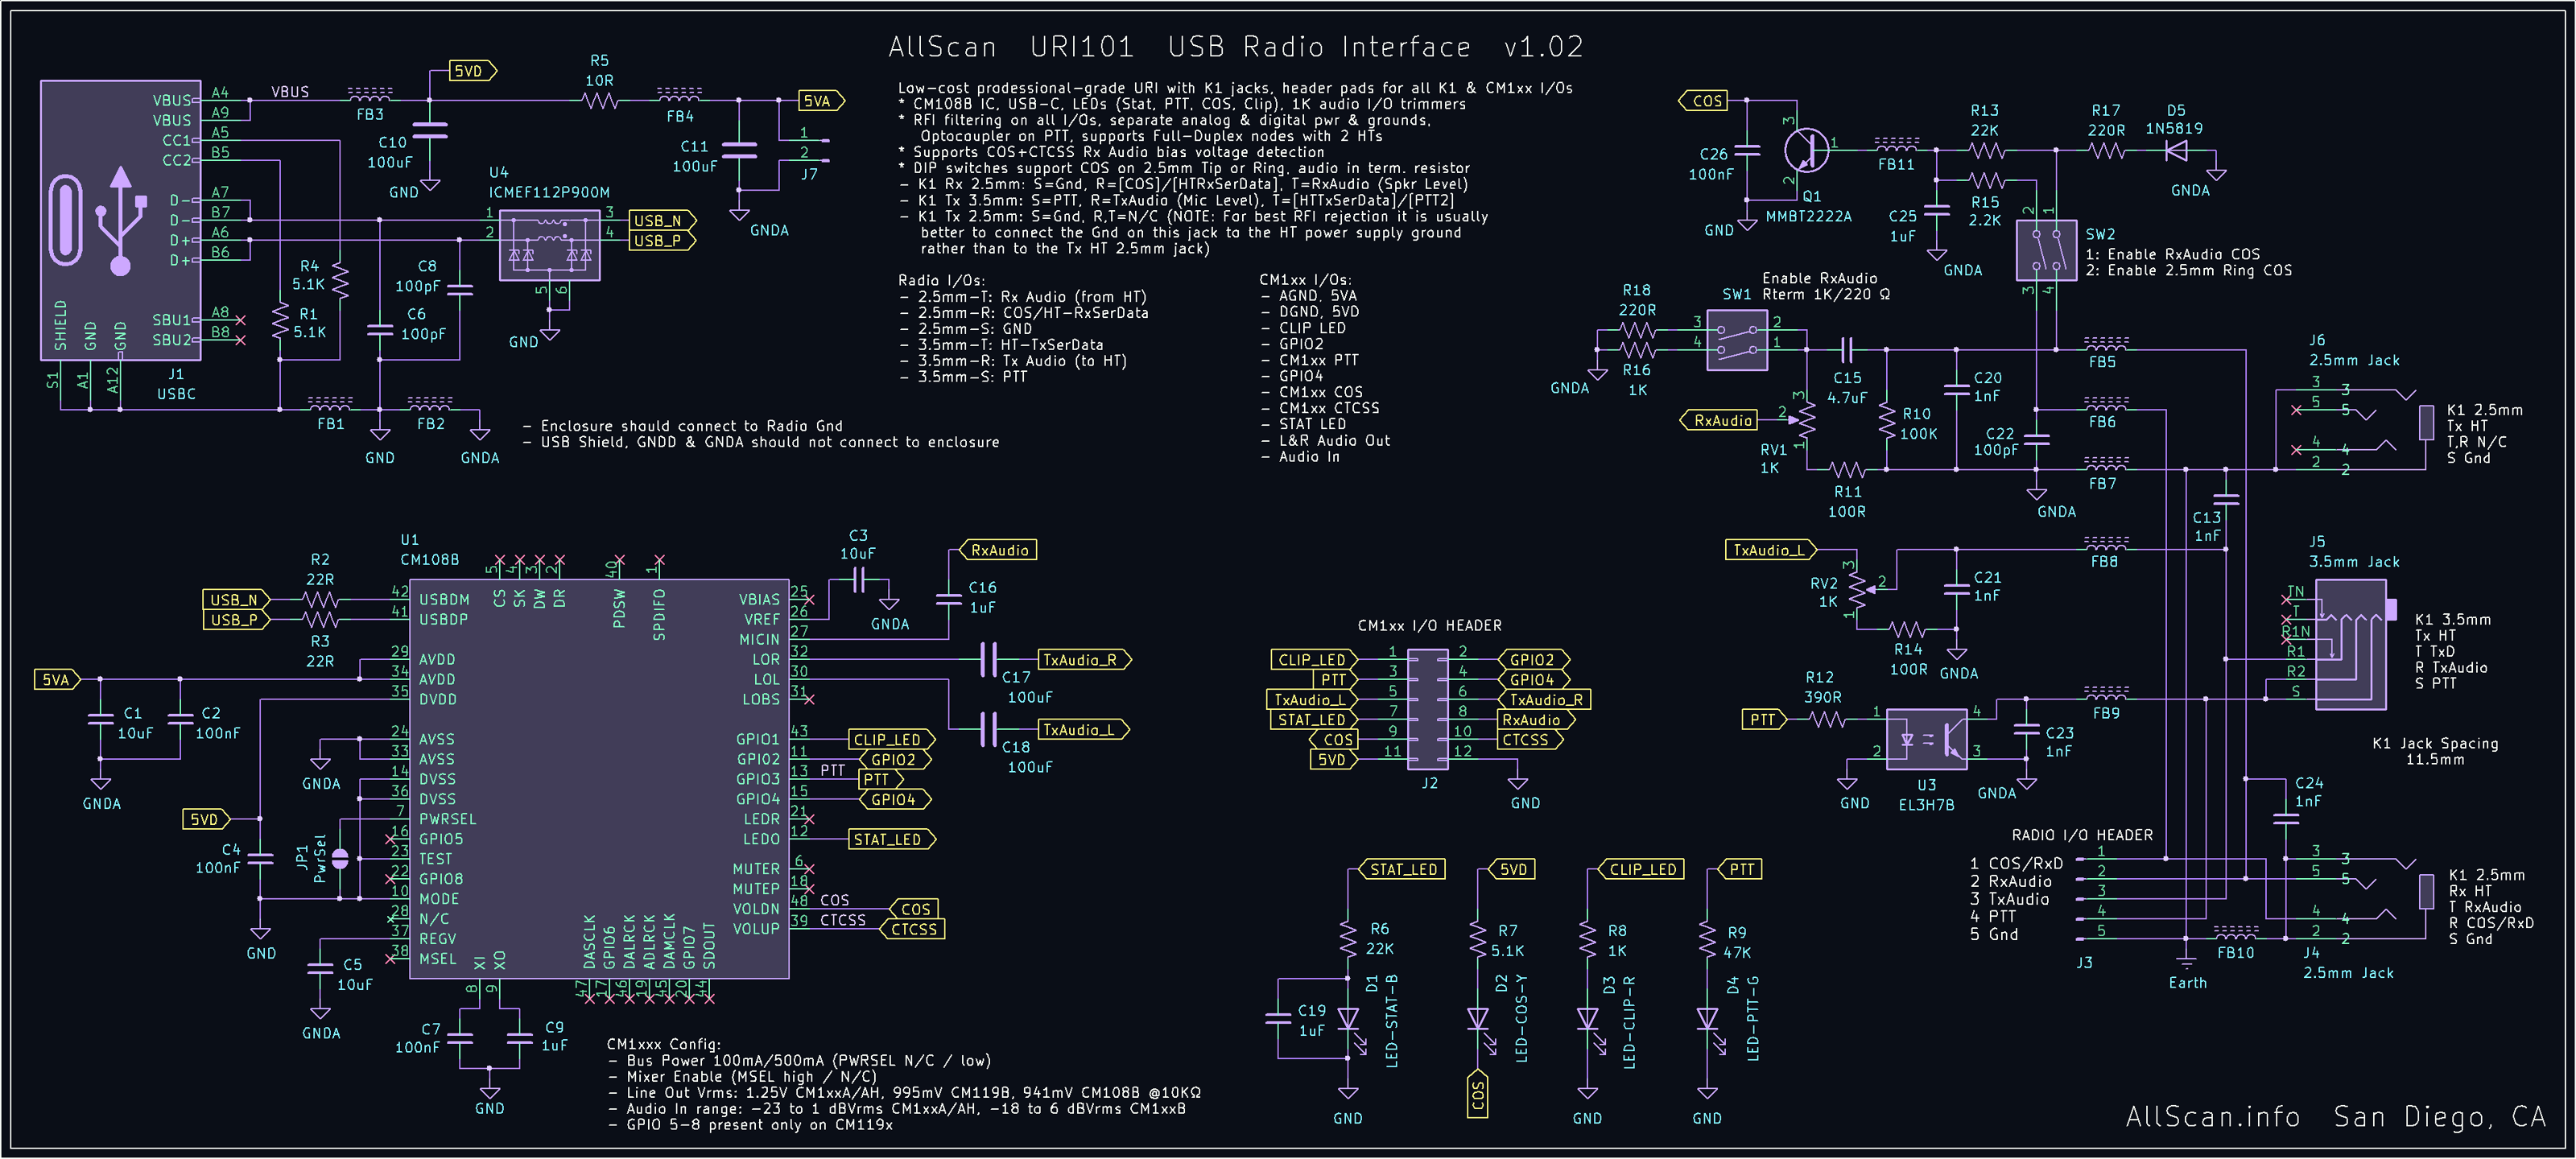 AllScan  URI101  USB Radio Interface  v1.02
Low-cost prodessional-grade URI with K1 jacks, header pads for all K1 & CM1xx I/Os
* CM108B IC, USB-C, LEDs (Stat, PTT, COS, Clip), 1K audio I/O trimmers
* RFI filtering on all I/Os, separate analog & digital pwr & grounds,
Optocoupler on PTT, supports Full-Duplex nodes with 2 HTs
* Supports COS+CTCSS Rx Audio bias voltage detection
* DIP switches support COS on 2.5mm Tip or Ring, audio in term. resistor
- K1 Rx 2.5mm: S=Gnd, R=[COS]/[HTRxSerData], T=RxAudio (Spkr Level)
- K1 Tx 3.5mm: S=PTT, R=TxAudio (Mic Level), T=[HTTxSerData]/[PTT2]
- K1 Tx 2.5mm: S=Gnd, R,T=N/C (NOTE: For best RFI rejection it is usually
better to connect the Gnd on this jack to the HT power supply ground
rather than to the Tx HT 2.5mm jack)
Radio I/Os:
- 2.5mm-T: Rx Audio (from HT)
- 2.5mm-R: COS/HT-RxSerData
- 2.5mm-S: GND
- 3.5mm-T: HT-TxSerData
- 3.5mm-R: Tx Audio (to HT)
- 3.5mm-S: PTT
CM1xx I/Os:
- AGND, 5VA
- DGND, 5VD
- CLIP LED
- GPIO2
- CM1xx PTT
- GPIO4
- CM1xx COS
- CM1xx CTCSS
- STAT LED
- L&R Audio Out
- Audio In
VBUS
VBUS
CC1
CC2
D-
D-
D+
D+
SBU1
SBU2
SHIELD
GND
GND
A4
A9
A5
B5
A7
B7
A6
B6
A8
B8
S1
A1
A12
J1
USBC
VBUS
FB3
5VD
C10
100uF
GND
R5
10R
FB4
5VA
C11
100uF
GND
1
2
J7
U4
ICMEF112P900M
1
2
3
4
5
6
GND
USB_N
USB_P
R4
5.1K
R1
5.1K
C8
100pF
C6
100pF
FB1
FB2
GND
GNDA
- Enclosure should connect to Radio Gnd
- USB Shield, GNDD & GNDA should not connect to enclosure
COS
C26
100nF
GND
3
1
2
Q1
MMBT2222A
FB11
C25
1uF
GNDA
R13
22K
R15
2.2K
R17
220R
D5
1N5819
GNDA
2
1
3
4
SW2
1: Enable RxAudio COS
2: Enable 2.5mm Ring COS
Enable RxAudio
Rterm 1K/220 Ω
SW1
3
4
2
1
R18
220R
R16
1K
GNDA
C15
4.7uF
RxAudio
3
2
1
RV1
1K
R10
100K
R11
100R
C20
1nF
C22
100pF
GNDA
FB5
FB6
FB7
J6
2.5mm Jack
3
5
4
2
3
5
4
2
K1 2.5mm
Tx HT
T,R N/C
S Gnd
C13
1nF
U1
CM108B
R2
22R
R3
22R
USB_N
USB_P
42
41
29
34
35
24
33
14
36
7
16
23
22
10
28
37
38
USBDM
USBDP
AVDD
AVDD
DVDD
AVSS
AVSS
DVSS
DVSS
PWRSEL
GPIO5
TEST
GPIO8
MODE
N/C
REGV
MSEL
5
4
3
2
40
1
CS
SK
DW
DR
PDSW
SPDIFO
VBIAS
VREF
MICIN
LOR
LOL
LOBS
GPIO1
GPIO2
GPIO3
GPIO4
LEDR
LEDO
MUTER
MUTEP
VOLDN
VOLUP
25
26
27
32
30
31
43
11
13
15
21
12
6
18
48
39
XI
XO
DASCLK
GPIO6
DALRCK
ADLRCK
DAMCLK
GPIO7
SDOUT
8
9
47
17
46
19
45
20
44
5VA
C1
10uF
C2
100nF
GNDA
GNDA
5VD
C4
100nF
GND
JP1
PwrSel
C5
10uF
GNDA
C7
100nF
C9
1uF
GND
C3
10uF
GNDA
RxAudio
C16
1uF
C17
100uF
TxAudio_R
C18
100uF
TxAudio_L
CLIP_LED
GPIO2
PTT
PTT
GPIO4
STAT_LED
COS
COS
CTCSS
CTCSS
CM1xxx Config:
- Bus Power 100mA/500mA (PWRSEL N/C / low)
- Mixer Enable (MSEL high / N/C)
- Line Out Vrms: 1.25V CM1xxA/AH, 995mV CM119B, 941mV CM108B @10KΩ
- Audio In range: -23 to 1 dBVrms CM1xxA/AH, -18 to 6 dBVrms CM1xxB
- GPIO 5-8 present only on CM119x
CM1xx I/O HEADER
CLIP_LED 1 2 GPIO2
PTT 3 4 GPIO4
TxAudio_L 5 6 TxAudio_R
STAT_LED 7 8 RxAudio
COS 9 10 CTCSS
5VD 11 12
J2
GND
STAT_LED
R6
22K
D1
LED-STAT-B
C19
1uF
GND
5VD
R7
5.1K
D2
LED-COS-Y
COS
CLIP_LED
R8
1K
D3
LED-CLIP-R
GND
PTT
R9
47K
D4
LED-PTT-G
GND
TxAudio_L
3
2
1
RV2
1K
R14
100R
C21
1nF
GNDA
FB8
PTT
R12
390R
1
2
4
3
U3
EL3H7B
GND
GNDA
C23
1nF
FB9
J5
3.5mm Jack
TN
T
R1N
R1
R2
S
K1 3.5mm
Tx HT
T TxD
R TxAudio
S PTT
K1 Jack Spacing
11.5mm
C24
1nF
RADIO I/O HEADER
1 COS/RxD
2 RxAudio
3 TxAudio
4 PTT
5 Gnd
1
2
3
4
5
J3
Earth
FB10
3
5
4
2
3
5
4
2
J4
2.5mm Jack
K1 2.5mm
Rx HT
T RxAudio
R COS/RxD
S Gnd
AllScan.info  San Diego, CA